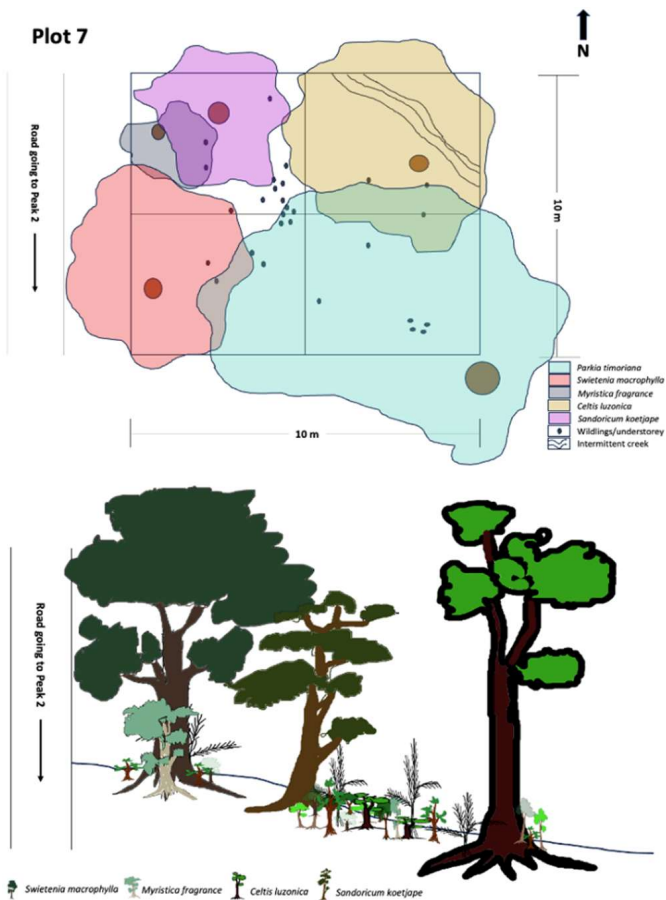 Plot 7
N
Road going to Peak 2
10 m
10 m
Parkia timoriana
Swietenia macrophylla
Myristica fragrance
Celtis luzonica
Sandoricum koetjape
Wildlings/understorey
Intermittent creek
Road going to Peak 2
Swietenia macrophylla
Myristica fragrance
Celtis luzonica
Sandoricum koetjape